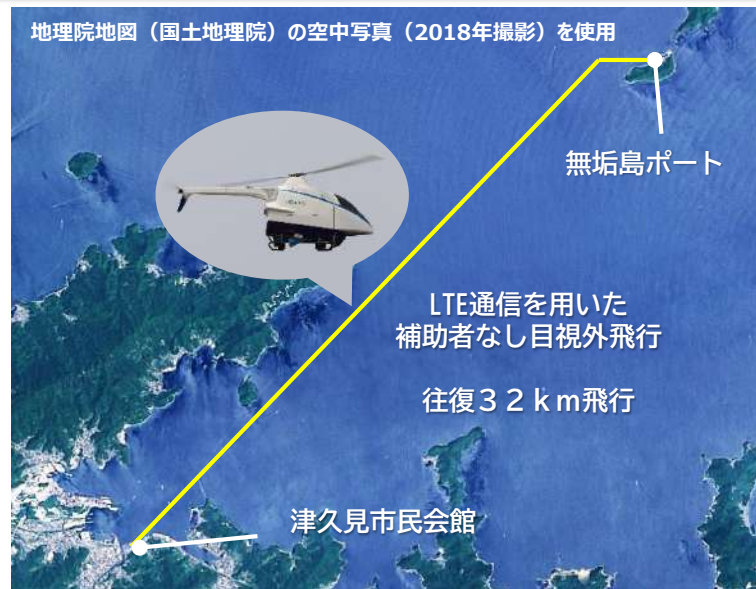 地理院地図（国土地理院）の空中写真（2018年撮影）を使用
無垢島ポート
LTE通信を用いた
補助者なし目視外飛行
往復３２ｋｍ飛行
津久見市民会館